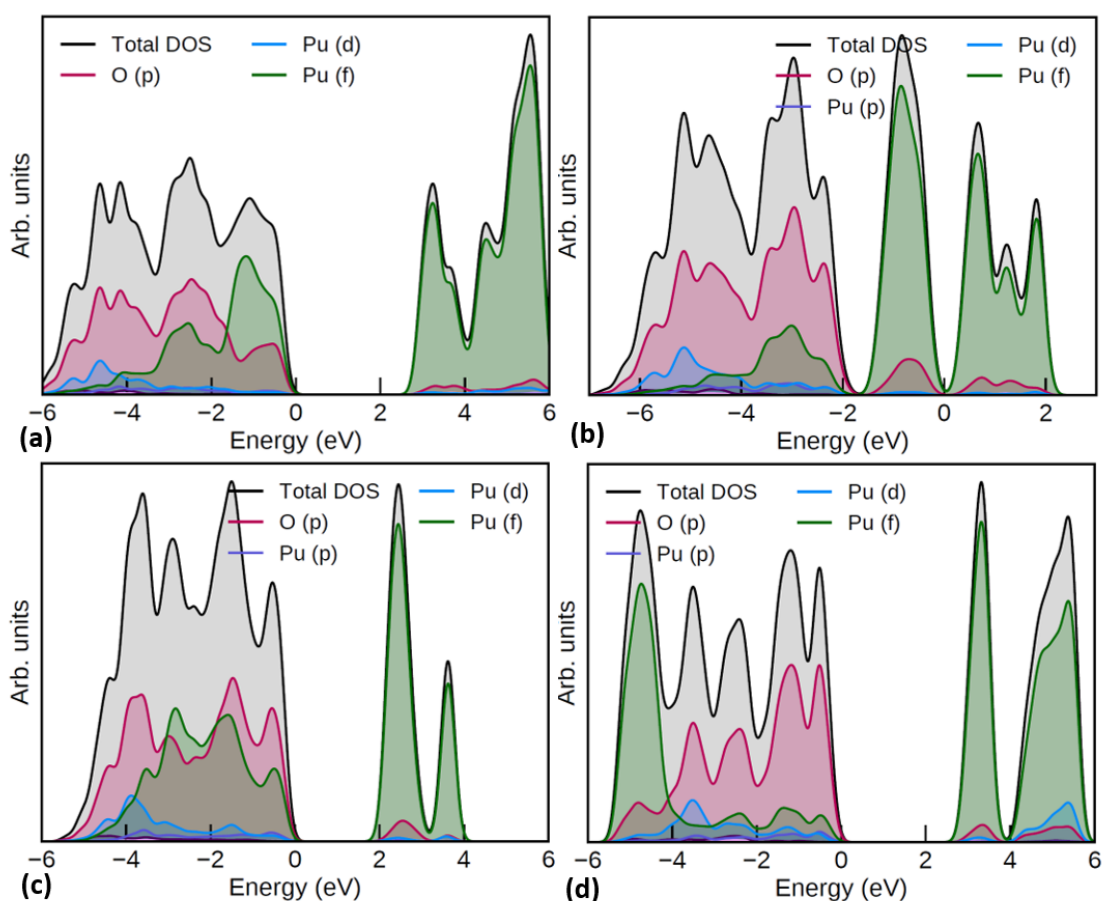 Total DOS Pu (d)
O (p) Pu (f)
Arb. units
−6 −4 −2 0 2 4 6
Energy (eV)
(a)
Total DOS Pu (d)
O (p) Pu (f)
Pu (p)
Arb. units
−6 −4 −2 0 2
Energy (eV)
(b)
Total DOS Pu (d)
O (p) Pu (f)
Pu (p)
Arb. units
−6 −4 −2 0 2 4 6
Energy (eV)
(c)
Total DOS Pu (d)
O (p) Pu (f)
Pu (p)
Arb. units
−6 −4 −2 0 2 4 6
Energy (eV)
(d)